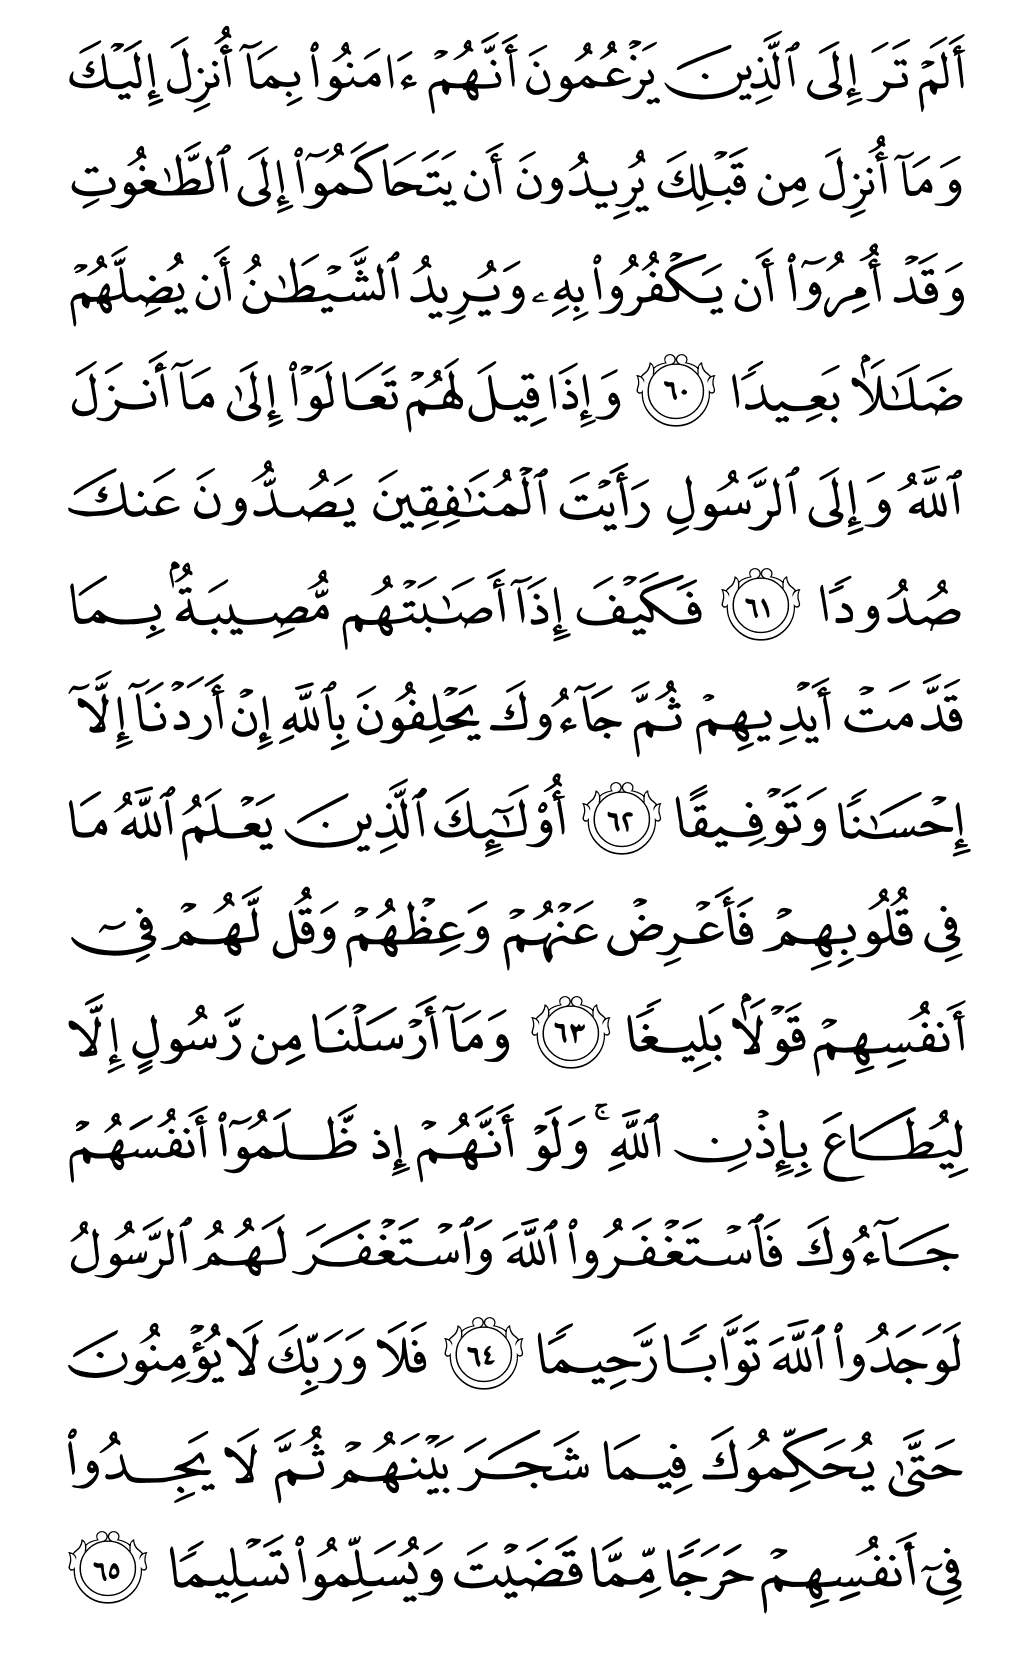 أَلَمۡ تَرَ إِلَى ٱلَّذِينَ يَزۡعُمُونَ أَنَّهُمۡ ءَامَنُواْ بِمَآ أُنزِلَ إِلَيۡكَ
وَمَآ أُنزِلَ مِن قَبۡلِكَ يُرِيدُونَ أَن يَتَحَاكَمُوٓاْ إِلَى ٱلطَّـٰغُوتِ
وَقَدۡ أُمِرُوٓاْ أَن يَكۡفُرُواْ بِهِۦ وَيُرِيدُ ٱلشَّيۡطَـٰنُ أَن يُضِلَّهُمۡ
ضَلَـٰلَۢا بَعِيدٗا ٦٠ وَإِذَا قِيلَ لَهُمۡ تَعَالَوۡاْ إِلَىٰ مَآ أَنزَلَ
ٱللَّهُ وَإِلَى ٱلرَّسُولِ رَأَيۡتَ ٱلۡمُنَـٰفِقِينَ يَصُدُّونَ عَنكَ
صُدُودٗا ٦١ فَكَيۡفَ إِذَآ أَصَـٰبَتۡهُم مُّصِيبَةُۢ بِمَا
قَدَّمَتۡ أَيۡدِيهِمۡ ثُمَّ جَآءُوكَ يَحۡلِفُونَ بِٱللَّهِ إِنۡ أَرَدۡنَآ إِلَّآ
إِحۡسَـٰنٗا وَتَوۡفِيقًا ٦٢ أُوْلَـٰٓئِكَ ٱلَّذِينَ يَعۡلَمُ ٱللَّهُ مَا
فِي قُلُوبِهِمۡ فَأَعۡرِضۡ عَنۡهُمۡ وَعِظۡهُمۡ وَقُل لَّهُمۡ فِيٓ
أَنفُسِهِمۡ قَوۡلَۢا بَلِيغٗا ٦٣ وَمَآ أَرۡسَلۡنَا مِن رَّسُولٍ إِلَّا
لِيُطَاعَ بِإِذۡنِ ٱللَّهِۚ وَلَوۡ أَنَّهُمۡ إِذ ظَّلَمُوٓاْ أَنفُسَهُمۡ
جَآءُوكَ فَٱسۡتَغۡفَرُواْ ٱللَّهَ وَٱسۡتَغۡفَرَ لَهُمُ ٱلرَّسُولُ
لَوَجَدُواْ ٱللَّهَ تَوَّابٗا رَّحِيمٗا ٦٤ فَلَا وَرَبِّكَ لَا يُؤۡمِنُونَ
حَتَّىٰ يُحَكِّمُوكَ فِيمَا شَجَرَ بَيۡنَهُمۡ ثُمَّ لَا يَجِدُواْ
فِيٓ أَنفُسِهِمۡ حَرَجٗا مِّمَّا قَضَيۡتَ وَيُسَلِّمُواْ تَسۡلِيمٗا ٦٥